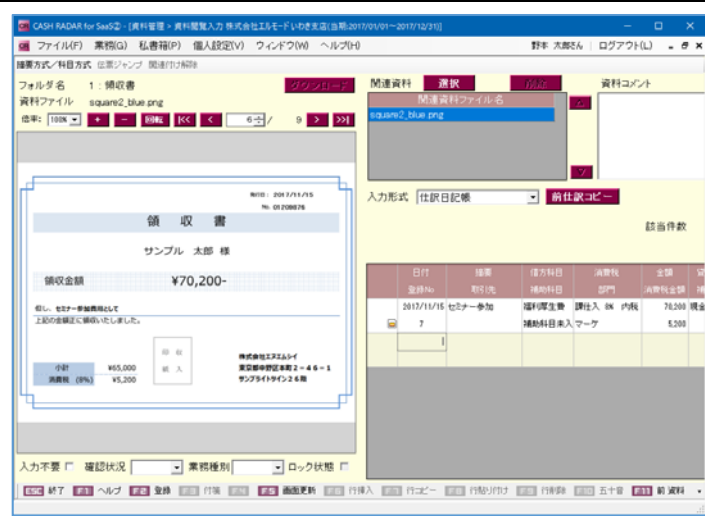 CASH RADAR for SaaS② - [資料管理 > 資料閲覧入力 株式会社エルモードいわき支店(当期:2017/01/01～2017/12/31)]
ファイル(F) 業務(G) 私書箱(P) 個人設定(V) ウィンドウ(W) ヘルプ(H) 野本 太郎さん ログアウト(L)
摘要方式／科目方式 伝票ジャンプ 関連付け解除
フォルダ名 1：領収書 ダウンロード 関連資料 選択 削除 資料コメント
資料ファイル square2_blue.png 関連資料ファイル名
倍率: 100% + - 回転 |<< < 6 / 9 > >>| square2_blue.png
発行日: 2017/11/15
No. 01208876
領 収 書
サンプル 太郎 様
領収金額 ¥70,200-
但し、セミナー参加費用として
上記の金額正に領収いたしました。
小計 ¥65,000
消費税 (8%) ¥5,200
印 収
紙 入
株式会社エヌエムシイ
東京都中野区本町２－４６－１
サンブライトツイン２６階
入力形式 仕訳日記帳 前仕訳コピー
該当件数
日付 摘要 借方科目 消費税 金額
登録No 取引先 補助科目 部門 消費税金額
2017/11/15 セミナー参加 福利厚生費 課仕入 8% 内税 70,200 現金
7 補助科目未入 マーケ 5,200
入力不要 確認状況 業務種別 ロック状態
ESC 終了 F1 ヘルプ F2 登録 F3 付箋 F4 F5 画面更新 F6 行挿入 F7 行コピー F8 行貼り付け F9 行削除 F10 五十音 F11 前資料